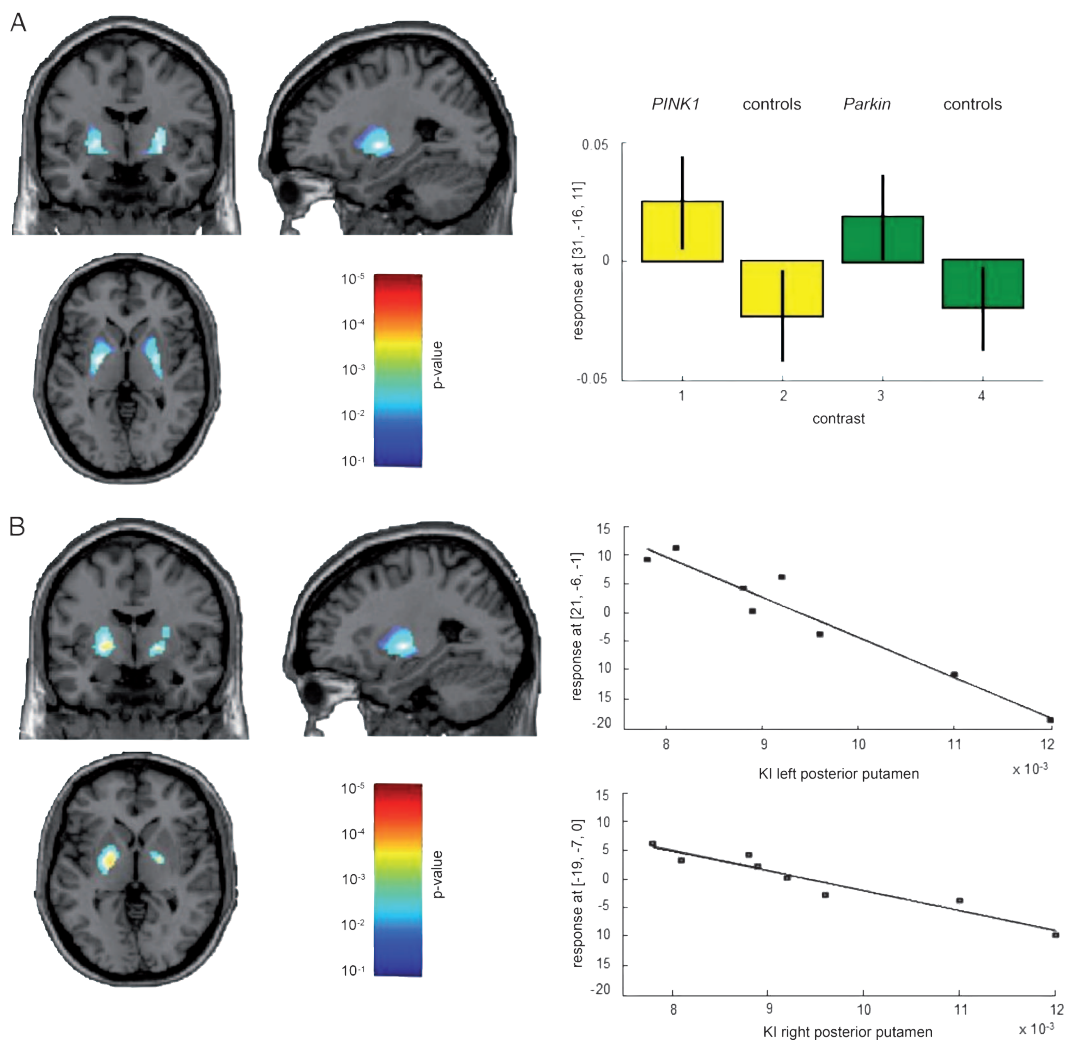 A
PINK1 controls Parkin controls
0.05
0
-0.05
response at [31, -16, 11]
1 2 3 4
contrast
10-5
10-4
10-3
10-2
10-1
p-value
B
15
10
5
0
5
10
15
-20
response at [21, -6, -1]
8 9 10 11 12
KI left posterior putamen
x 10-3
10-5
10-4
10-3
10-2
10-1
p-value
15
10
5
0
-5
10
-20
response at [-19, -7, 0]
8 9 10 11 12
KI right posterior putamen
x 10-3